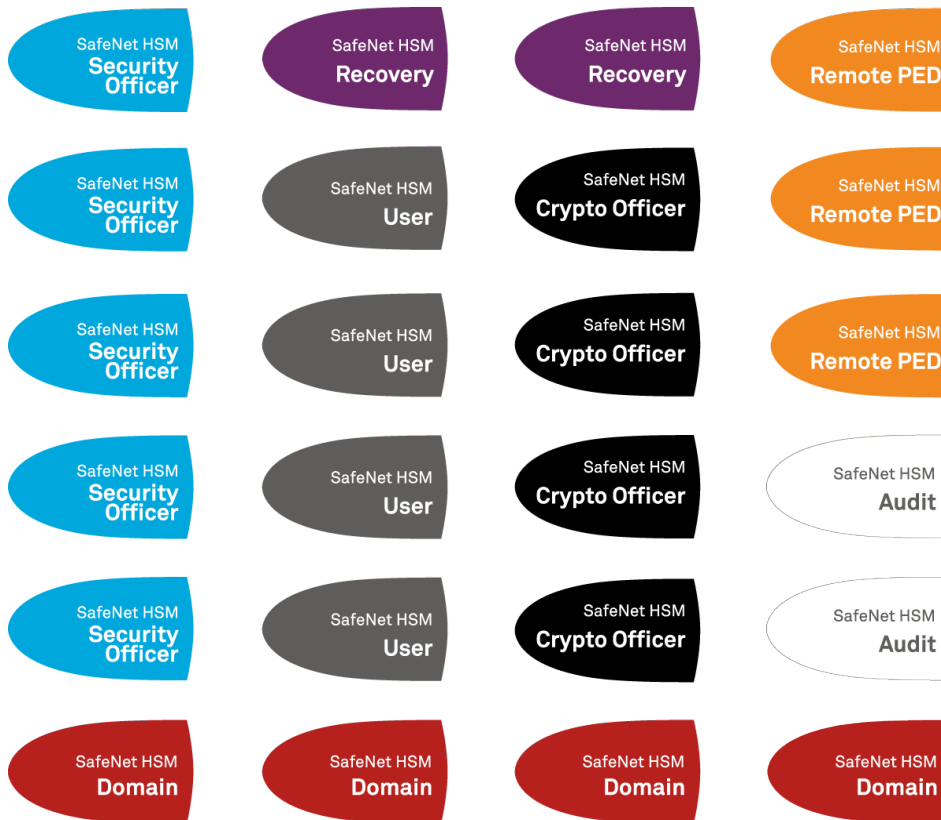 SafeNet HSM
Security
Officer
SafeNet HSM
Recovery
SafeNet HSM
Recovery
SafeNet HSM
Remote PED
SafeNet HSM
Security
Officer
SafeNet HSM
User
SafeNet HSM
Crypto Officer
SafeNet HSM
Remote PED
SafeNet HSM
Security
Officer
SafeNet HSM
User
SafeNet HSM
Crypto Officer
SafeNet HSM
Remote PED
SafeNet HSM
Security
Officer
SafeNet HSM
User
SafeNet HSM
Crypto Officer
SafeNet HSM
Audit
SafeNet HSM
Security
Officer
SafeNet HSM
User
SafeNet HSM
Crypto Officer
SafeNet HSM
Audit
SafeNet HSM
Domain
SafeNet HSM
Domain
SafeNet HSM
Domain
SafeNet HSM
Domain